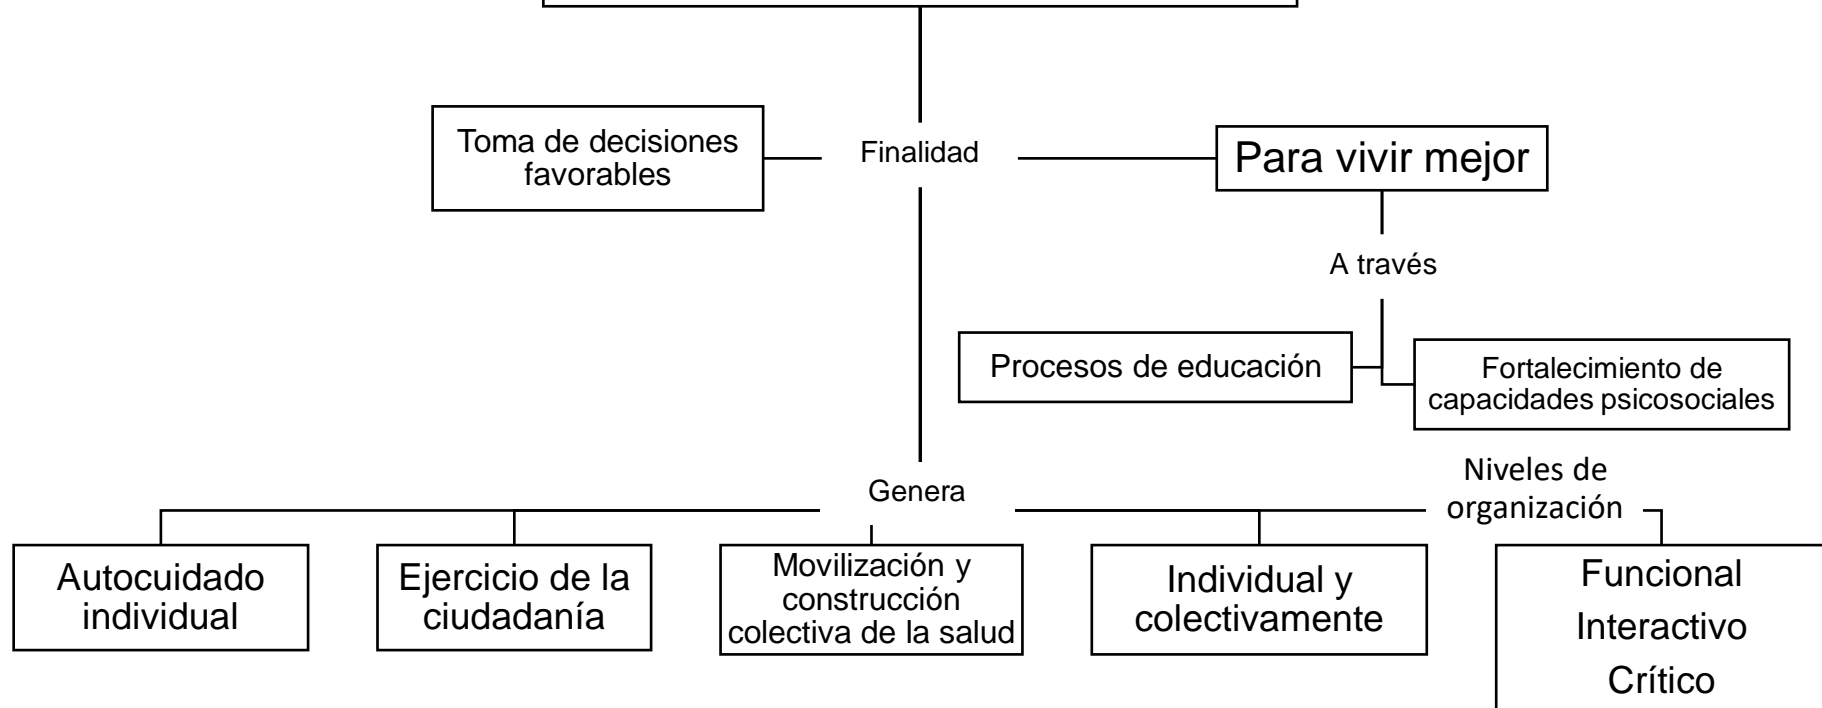 Toma de decisiones
favorables
Finalidad
Para vivir mejor
A través
Procesos de educación
Fortalecimiento de
capacidades psicosociales
Niveles de
organización
Genera
Autocuidado
individual
Ejercicio de la
ciudadanía
Movilización y
construcción
colectiva de la salud
Individual y
colectivamente
Funcional
Interactivo
Crítico